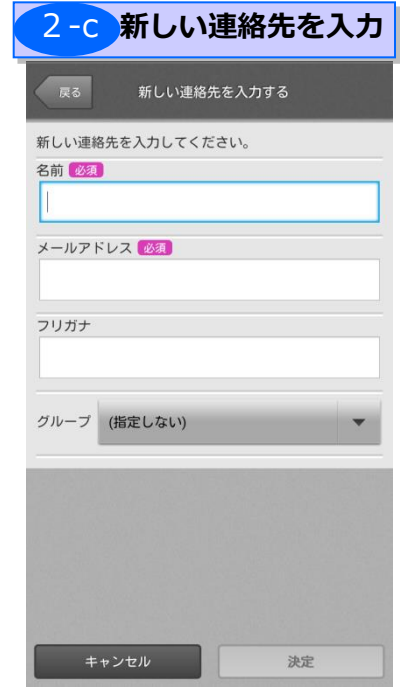 2-c 新しい連絡先を入力
戻る 新しい連絡先を入力する
新しい連絡先を入力してください。
名前 必須
メールアドレス 必須
フリガナ
グループ (指定しない)
キャンセル 決定